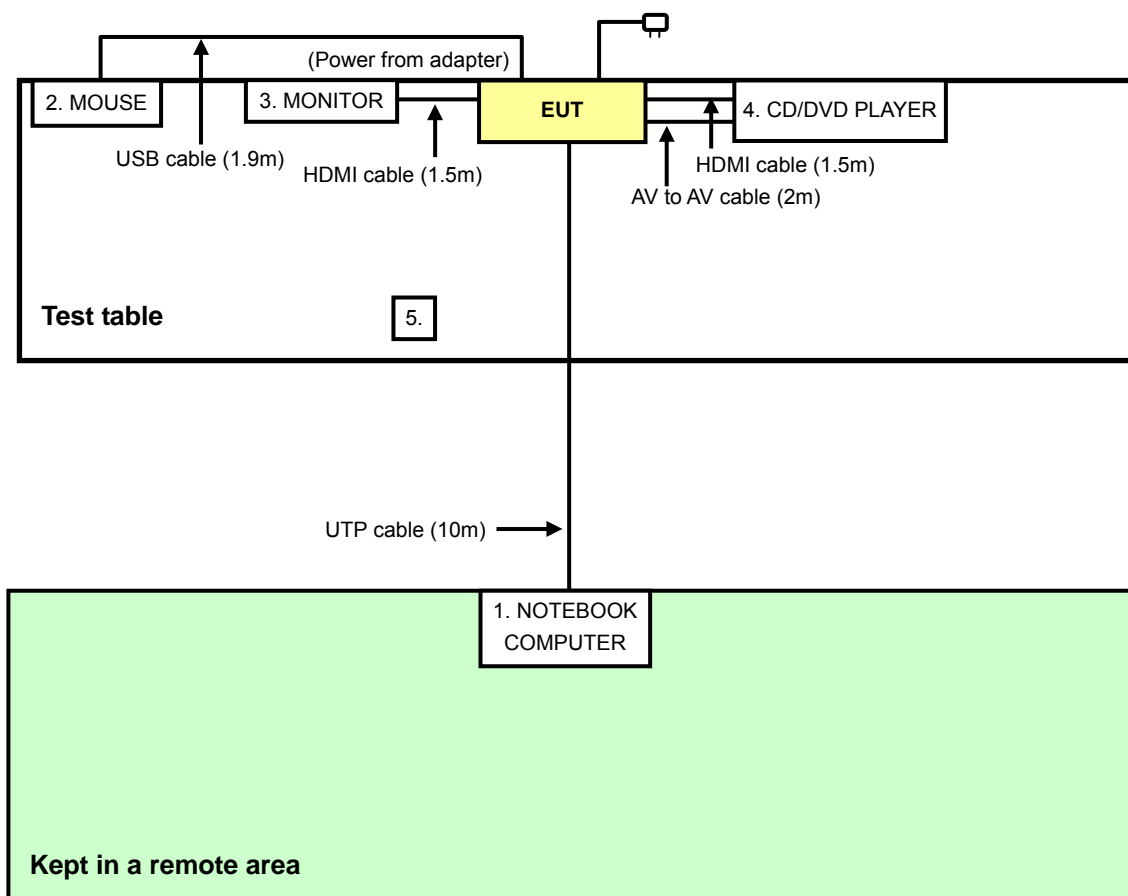 (Power from adapter)
2. MOUSE
3. MONITOR
EUT
4. CD/DVD PLAYER
USB cable (1.9m)
HDMI cable (1.5m)
HDMI cable (1.5m)
AV to AV cable (2m)
Test table
5.
UTP cable (10m)
1. NOTEBOOK
COMPUTER
Kept in a remote area